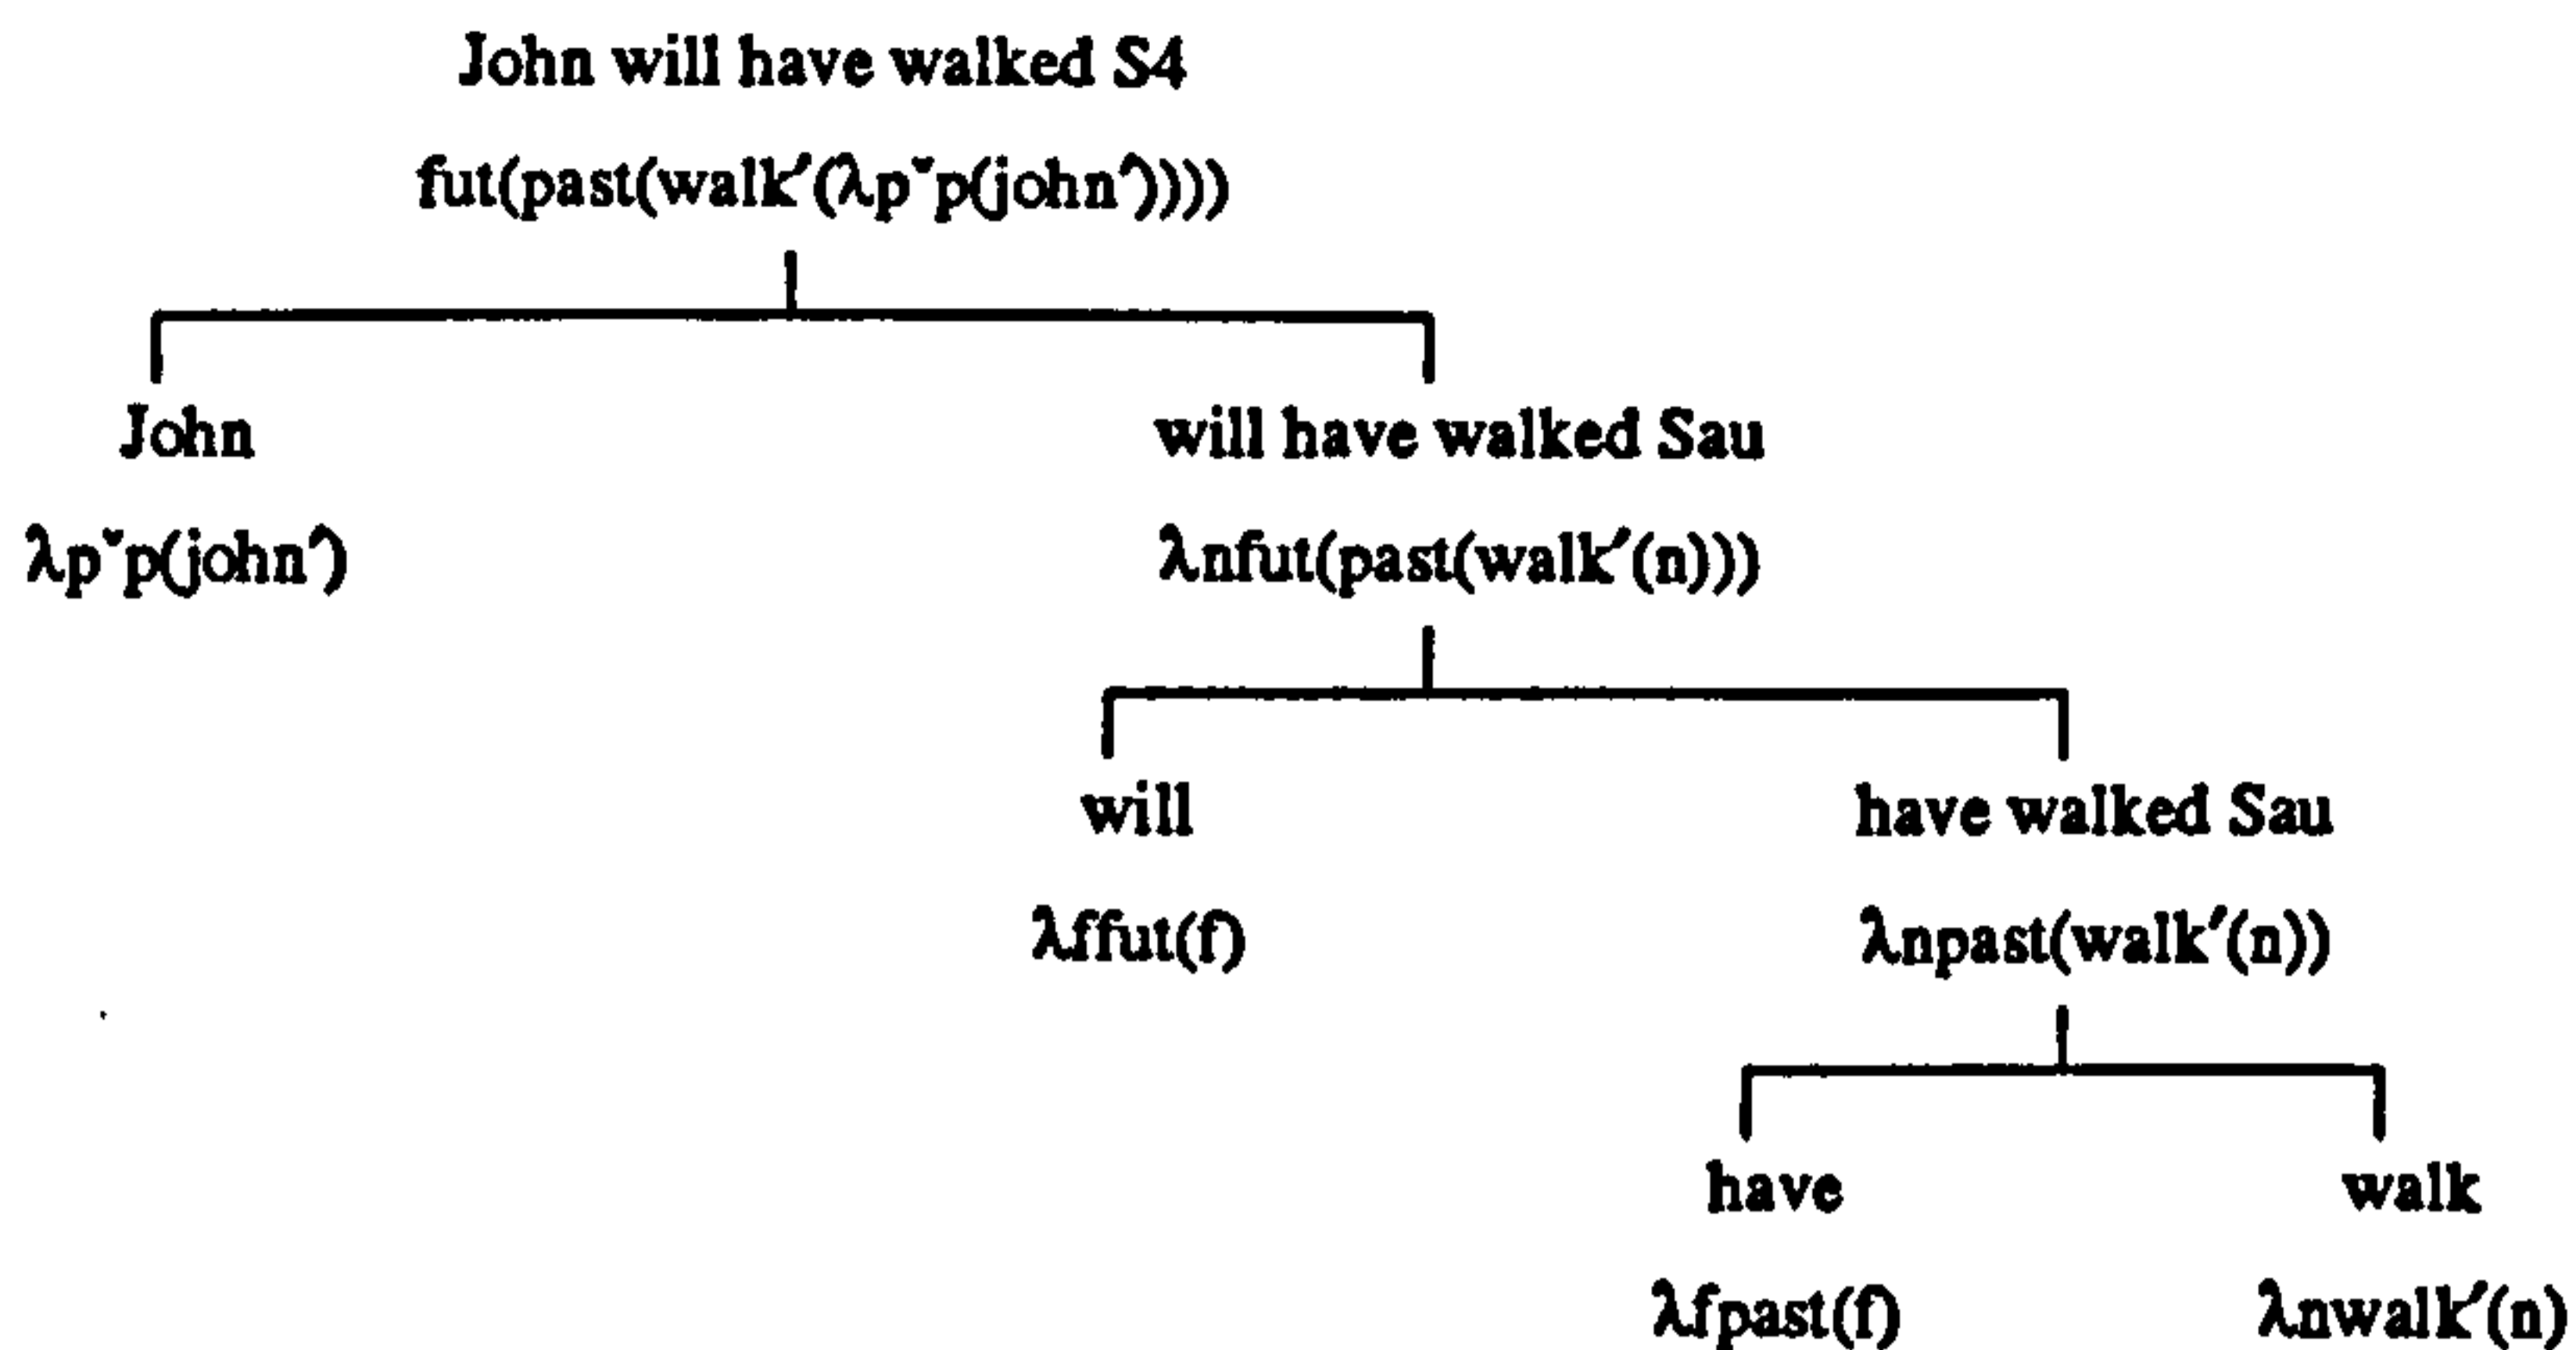 John will have walked S4
fut(past(walk′(λpˇp(john′))))
John
will have walked Sau
λpˇp(john′)
λnfut(past(walk′(n)))
will
have walked Sau
λffut(f)
λnpast(walk′(n))
have
walk
λfpast(f)
λnwalk′(n)